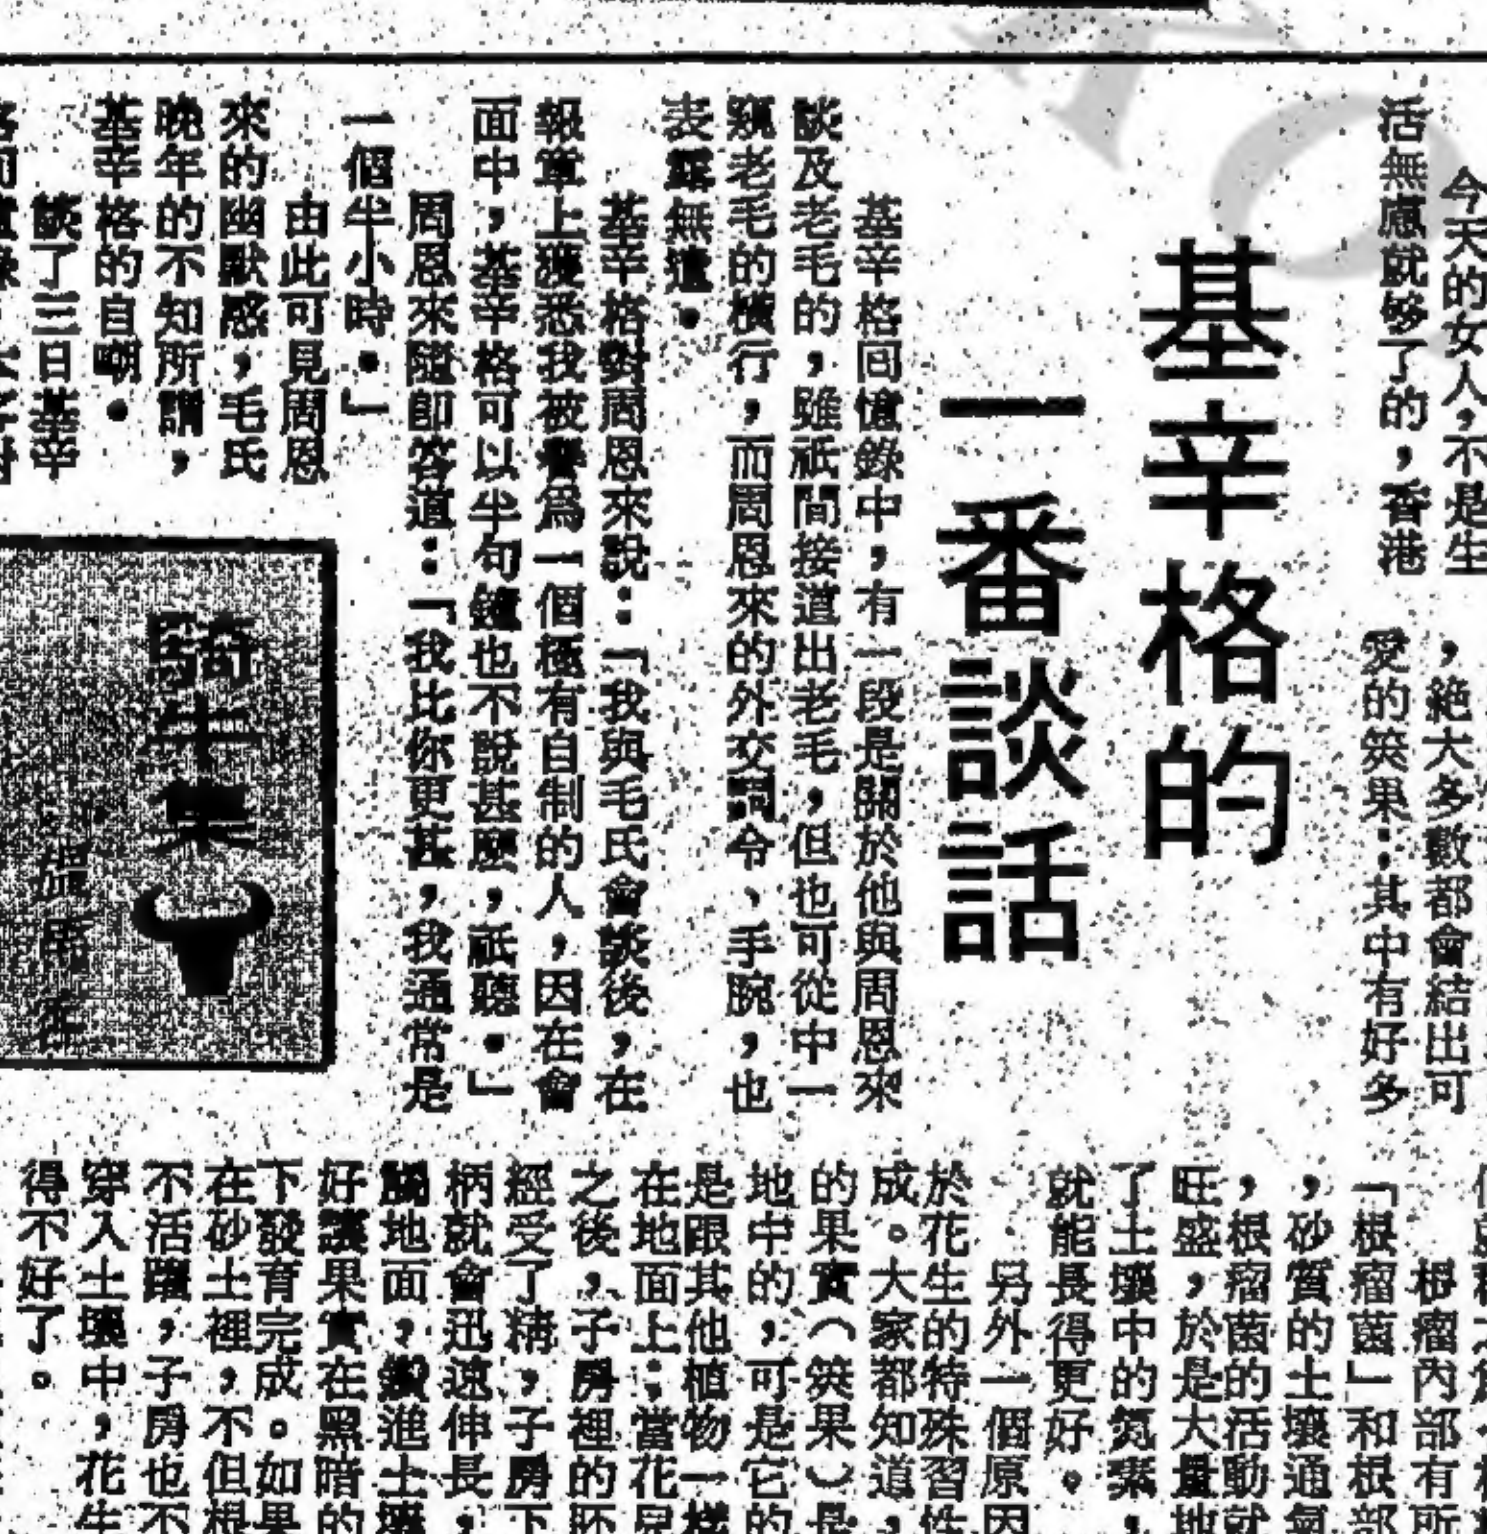 今天的女人，不是生
活無慮就够了的，香港
，絶大多數都會結出可
愛的筴果；其中有好多
基辛格的
一番談話
基辛格回憶錄中，有一段是關於他與周恩來
談及老毛的，雖祇間接道出老毛，但也可從中一
窺老毛的橫行，而周恩來的外交詞令、手腕，也
表露無遺。
基辛格對周恩來說：「我與毛氏會談後，在
報章上獲悉我被譽爲一個極有自制的人，因在會
面中，基辛格可以半句鐘也不說甚麼，祇聽。」
周恩來隨即答道：「我比你更甚，我通常是
一個半小時。」
由此可見周恩
來的幽默感，毛氏
晚年的不知所謂，
基辛格的自嘲。
談了三日基辛
騎牛集
根瘤內部有所
「根瘤菌」和根部
，砂質的土壤通氣
，根瘤菌的活動就
旺盛，於是大量地
了土壤中的氮素，
就能長得更好。
另外一個原因
於花生的特殊習性
成。大家都知道，
的果實（筴果）是
地中的，可是它的
是跟其他植物一樣
在地面上；當花兒
之後，子房裡的胚
經受了精，子房下
柄就會迅速伸長，
觸地面，鑽進土壤
好讓果實在黑暗的
下發育完成。如果
在砂土裡，不但根
不活躍，子房也不
穿入土壤中，花生
得不好了。